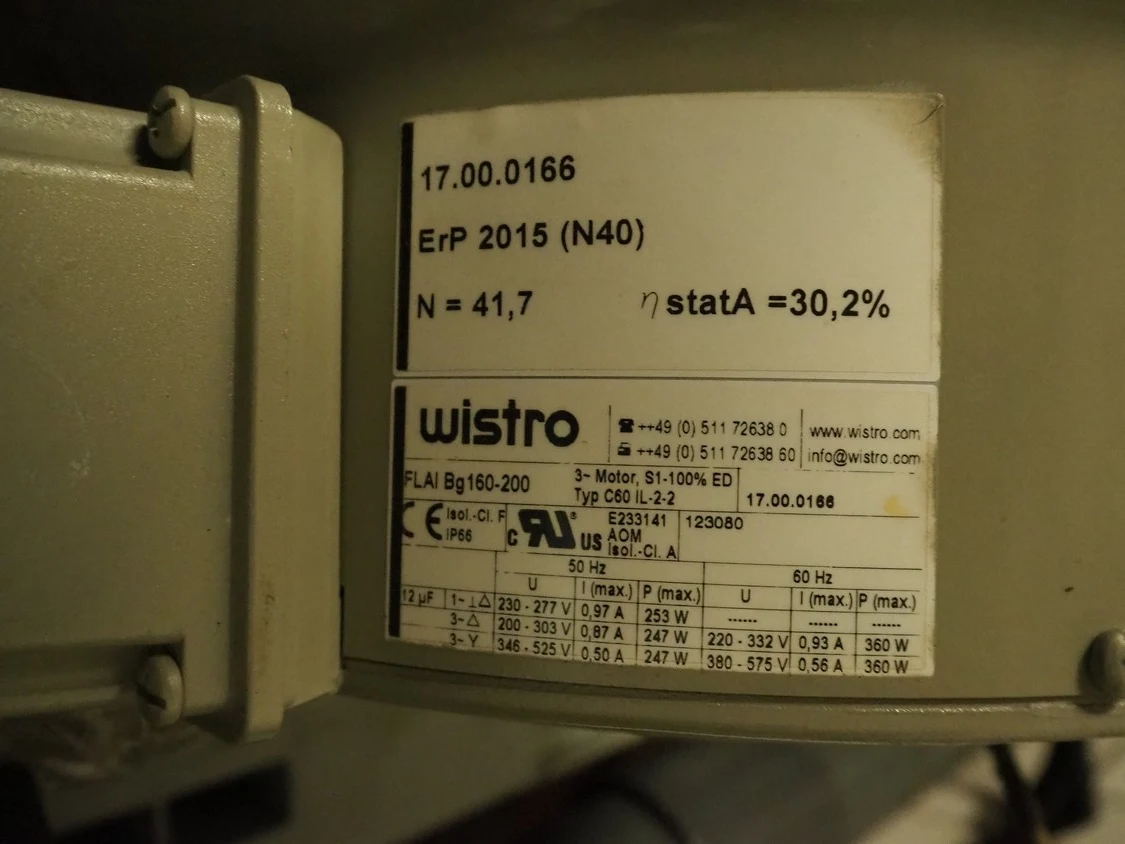 17.00.0166
ErP 2015 (N40)
N = 41,7 η statA =30,2%
wistro
☎ ++49 (0) 511 72638 0
++49 (0) 511 72638 60
www.wistro.com
info@wistro.com
FLAI Bg160-200
3~ Motor, S1-100% ED
Typ C60 IL-2-2
17.00.0166
CE Isol.-Cl. F
IP66
c RU® US
E233141
AOM
Isol.-Cl. A
123080
50 Hz 60 Hz
U I (max.) P (max.) U I (max.) P (max.)
12 µF 1~ ⊥△ 230 - 277 V 0,97 A 253 W ------ ------ ------
3~ △ 200 - 303 V 0,87 A 247 W 220 - 332 V 0,93 A 360 W
3~ Y 346 - 525 V 0,50 A 247 W 380 - 575 V 0,56 A 360 W